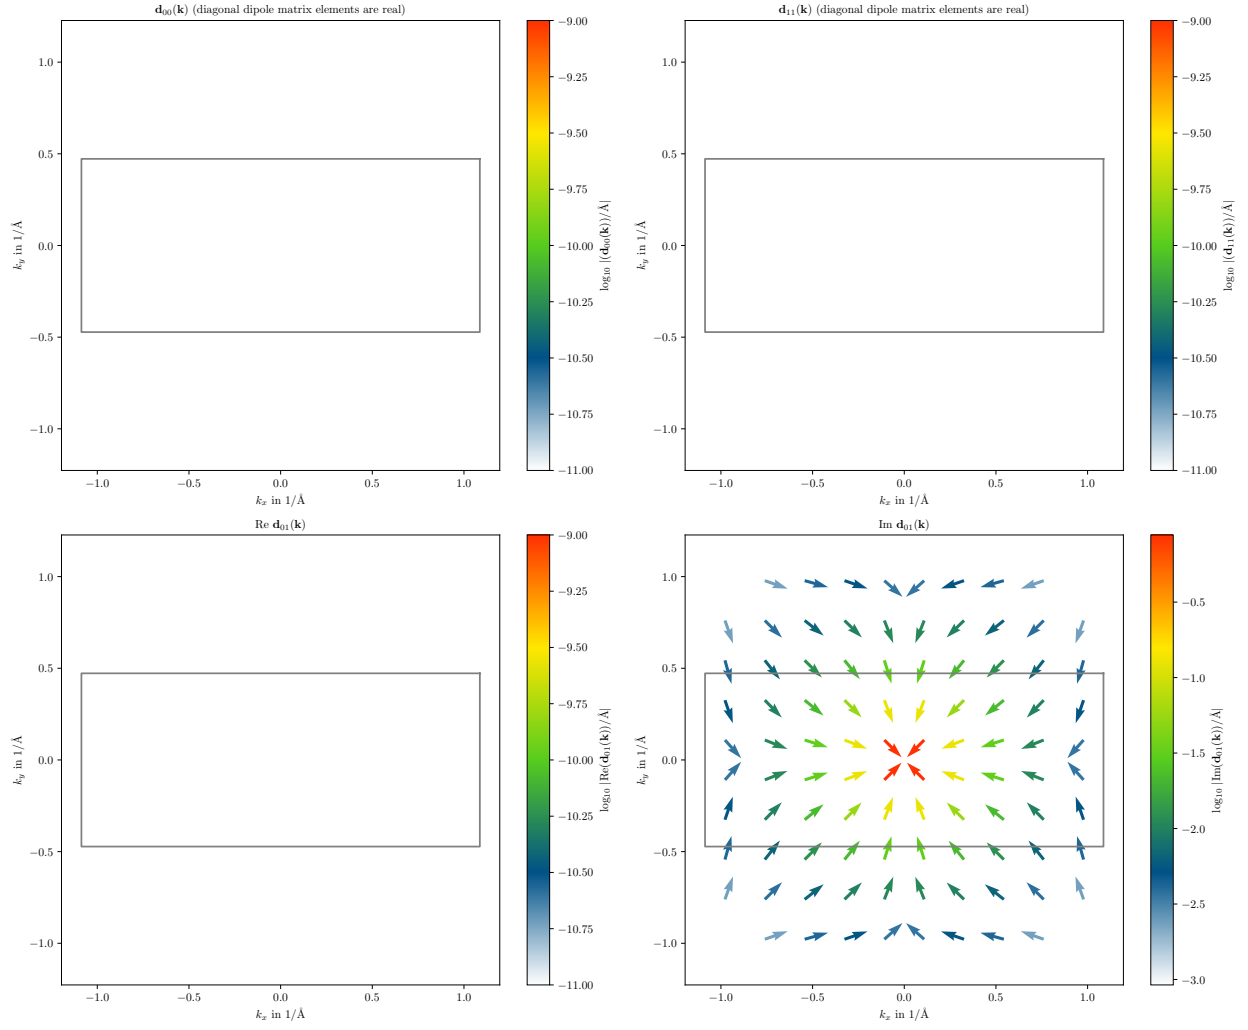 d₀₀(k) (diagonal dipole matrix elements are real)
1.0
0.5
0.0
−0.5
−1.0
k_y in 1/Å
−1.0 −0.5 0.0 0.5 1.0
k_x in 1/Å
−9.00
−9.25
−9.50
−9.75
−10.00
−10.25
−10.50
−10.75
−11.00
log₁₀ |(d₀₀(k))/Å|
d₁₁(k) (diagonal dipole matrix elements are real)
1.0
0.5
0.0
−0.5
−1.0
k_y in 1/Å
−1.0 −0.5 0.0 0.5 1.0
k_x in 1/Å
−9.00
−9.25
−9.50
−9.75
−10.00
−10.25
−10.50
−10.75
−11.00
log₁₀ |(d₁₁(k))/Å|
Re d₀₁(k)
1.0
0.5
0.0
−0.5
−1.0
k_y in 1/Å
−1.0 −0.5 0.0 0.5 1.0
k_x in 1/Å
−9.00
−9.25
−9.50
−9.75
−10.00
−10.25
−10.50
−10.75
−11.00
log₁₀ |Re(d₀₁(k))/Å|
Im d₀₁(k)
1.0
0.5
0.0
−0.5
−1.0
k_y in 1/Å
−1.0 −0.5 0.0 0.5 1.0
k_x in 1/Å
−0.5
−1.0
−1.5
−2.0
−2.5
−3.0
log₁₀ |Im(d₀₁(k))/Å|